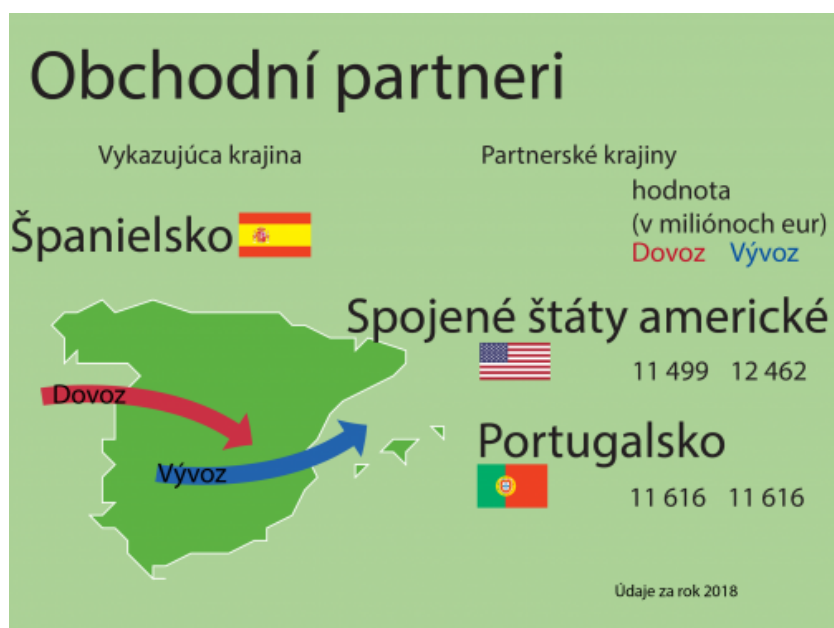 Obchodní partneri
Vykazujúca krajina
Partnerské krajiny
hodnota
(v miliónoch eur)
Dovoz Vývoz
Španielsko
Spojené štáty americké
11 499 12 462
Dovoz
Vývoz
Portugalsko
11 616 11 616
Údaje za rok 2018